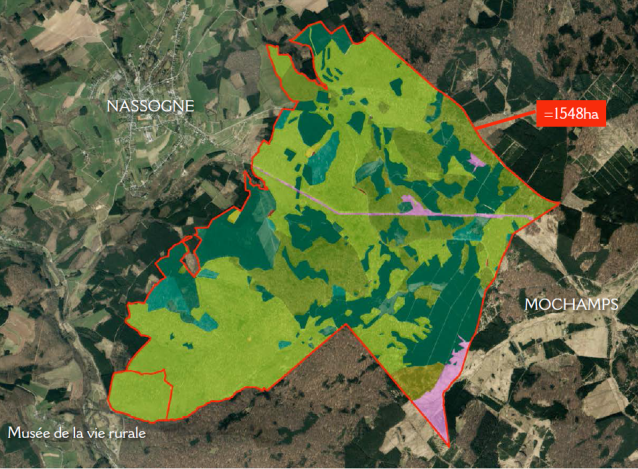 NASSOGNE
=1548ha
MOCHAMPS
Musée de la vie rurale